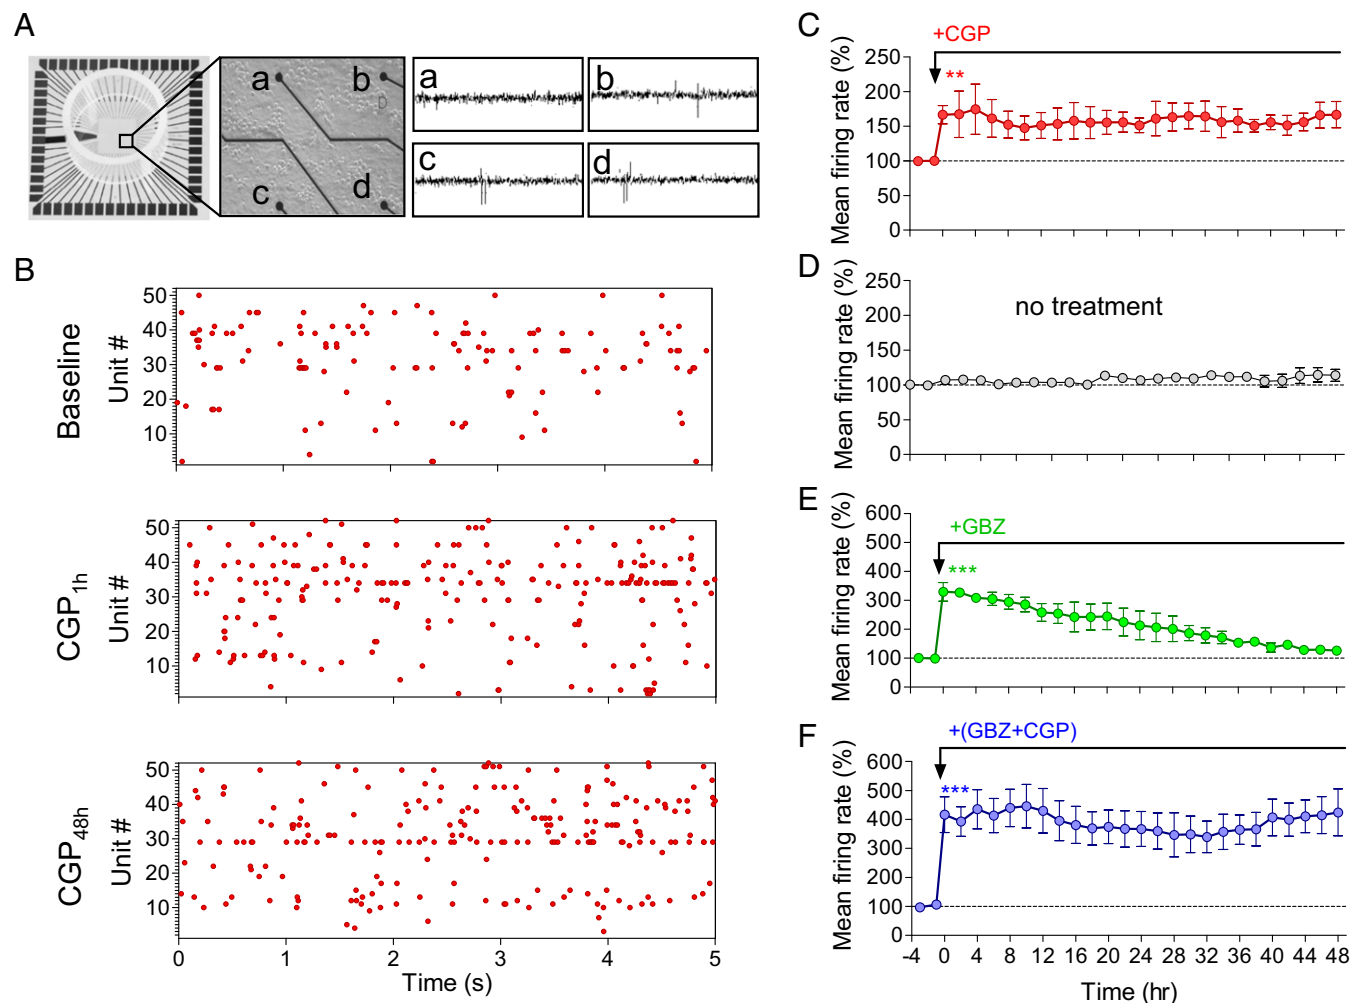 A
a
b
c
d
a
b
c
d
B
Baseline
Unit #
50
40
30
20
10
CGP1h
Unit #
50
40
30
20
10
CGP48h
Unit #
50
40
30
20
10
0 1 2 3 4 5
Time (s)
C
+CGP
**
Mean firing rate (%)
250
200
150
100
50
0
D
no treatment
Mean firing rate (%)
250
200
150
100
50
0
E
+GBZ
***
Mean firing rate (%)
600
500
400
300
200
100
0
F
+(GBZ+CGP)
***
Mean firing rate (%)
600
500
400
300
200
100
0
-4 0 4 8 12 16 20 24 28 32 36 40 44 48
Time (hr)